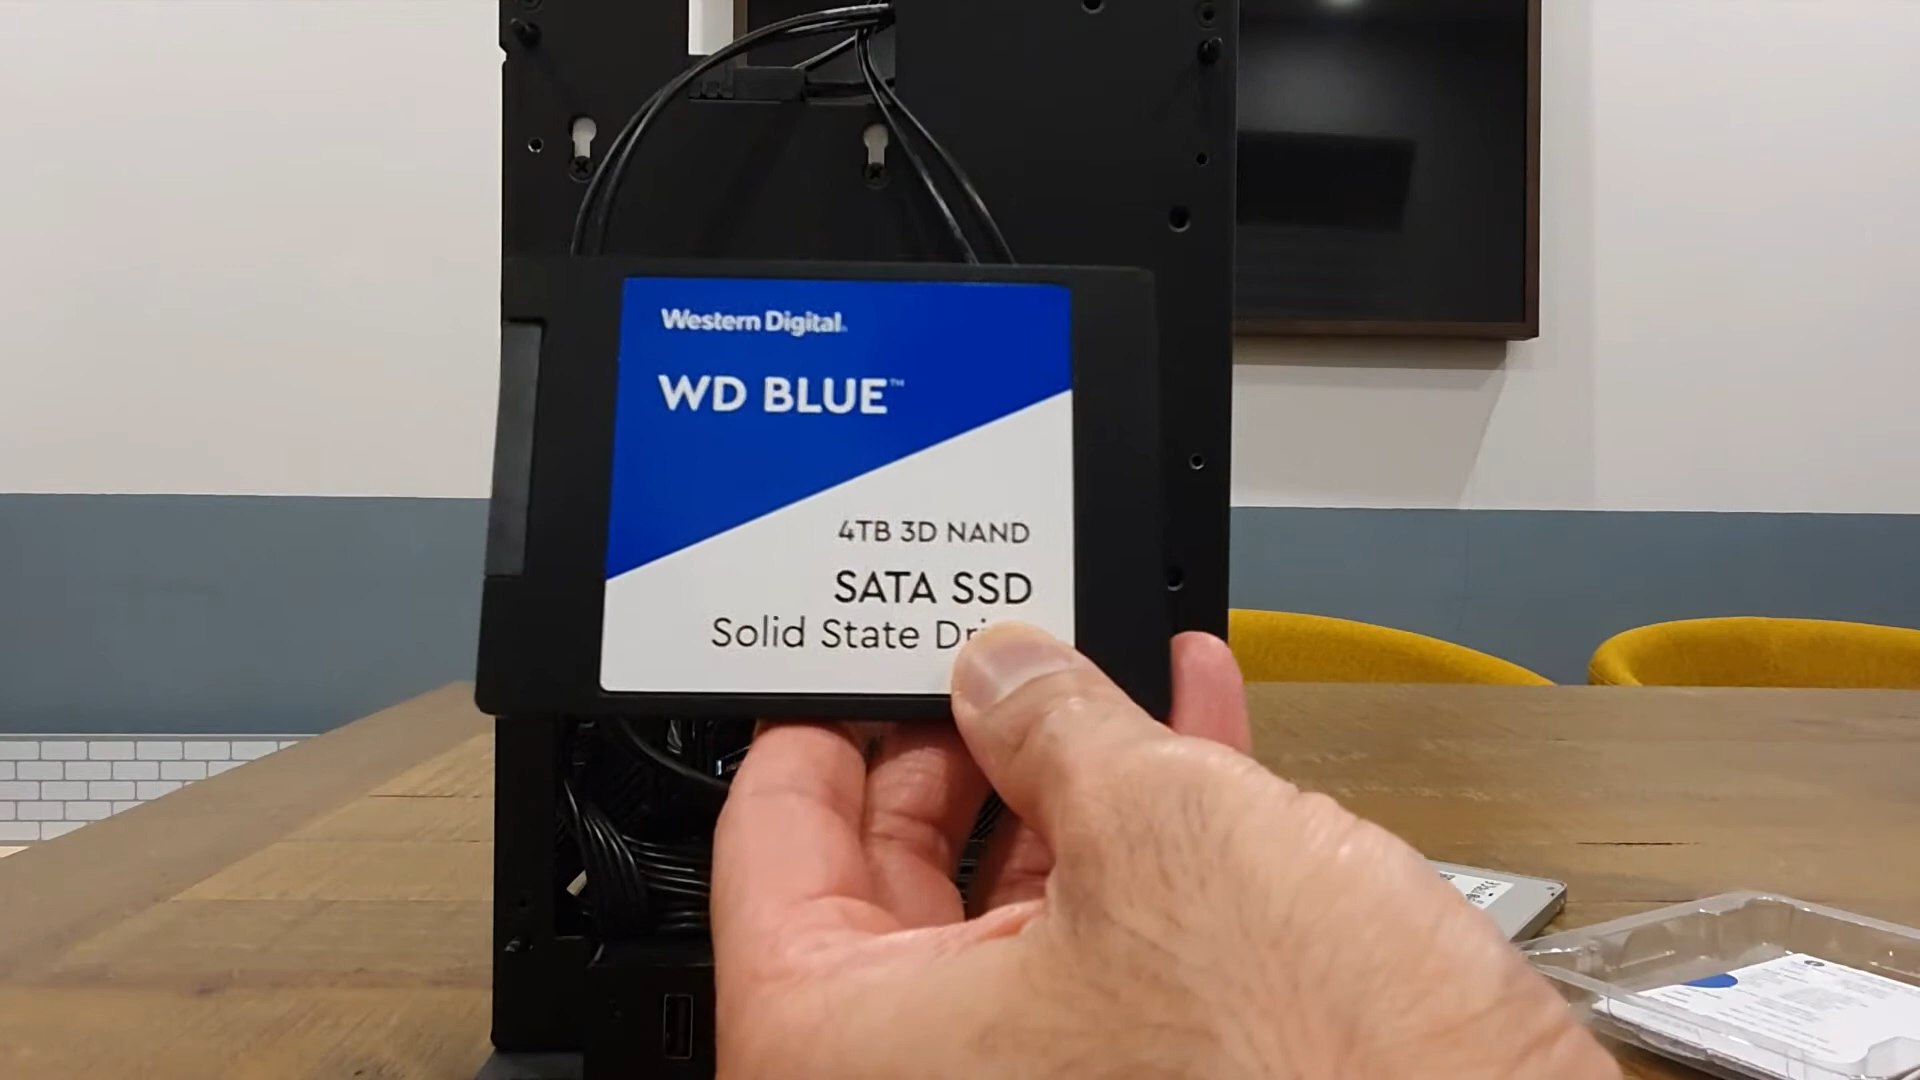 Western Digital
WD BLUE™
4TB 3D NAND
SATA SSD
Solid State